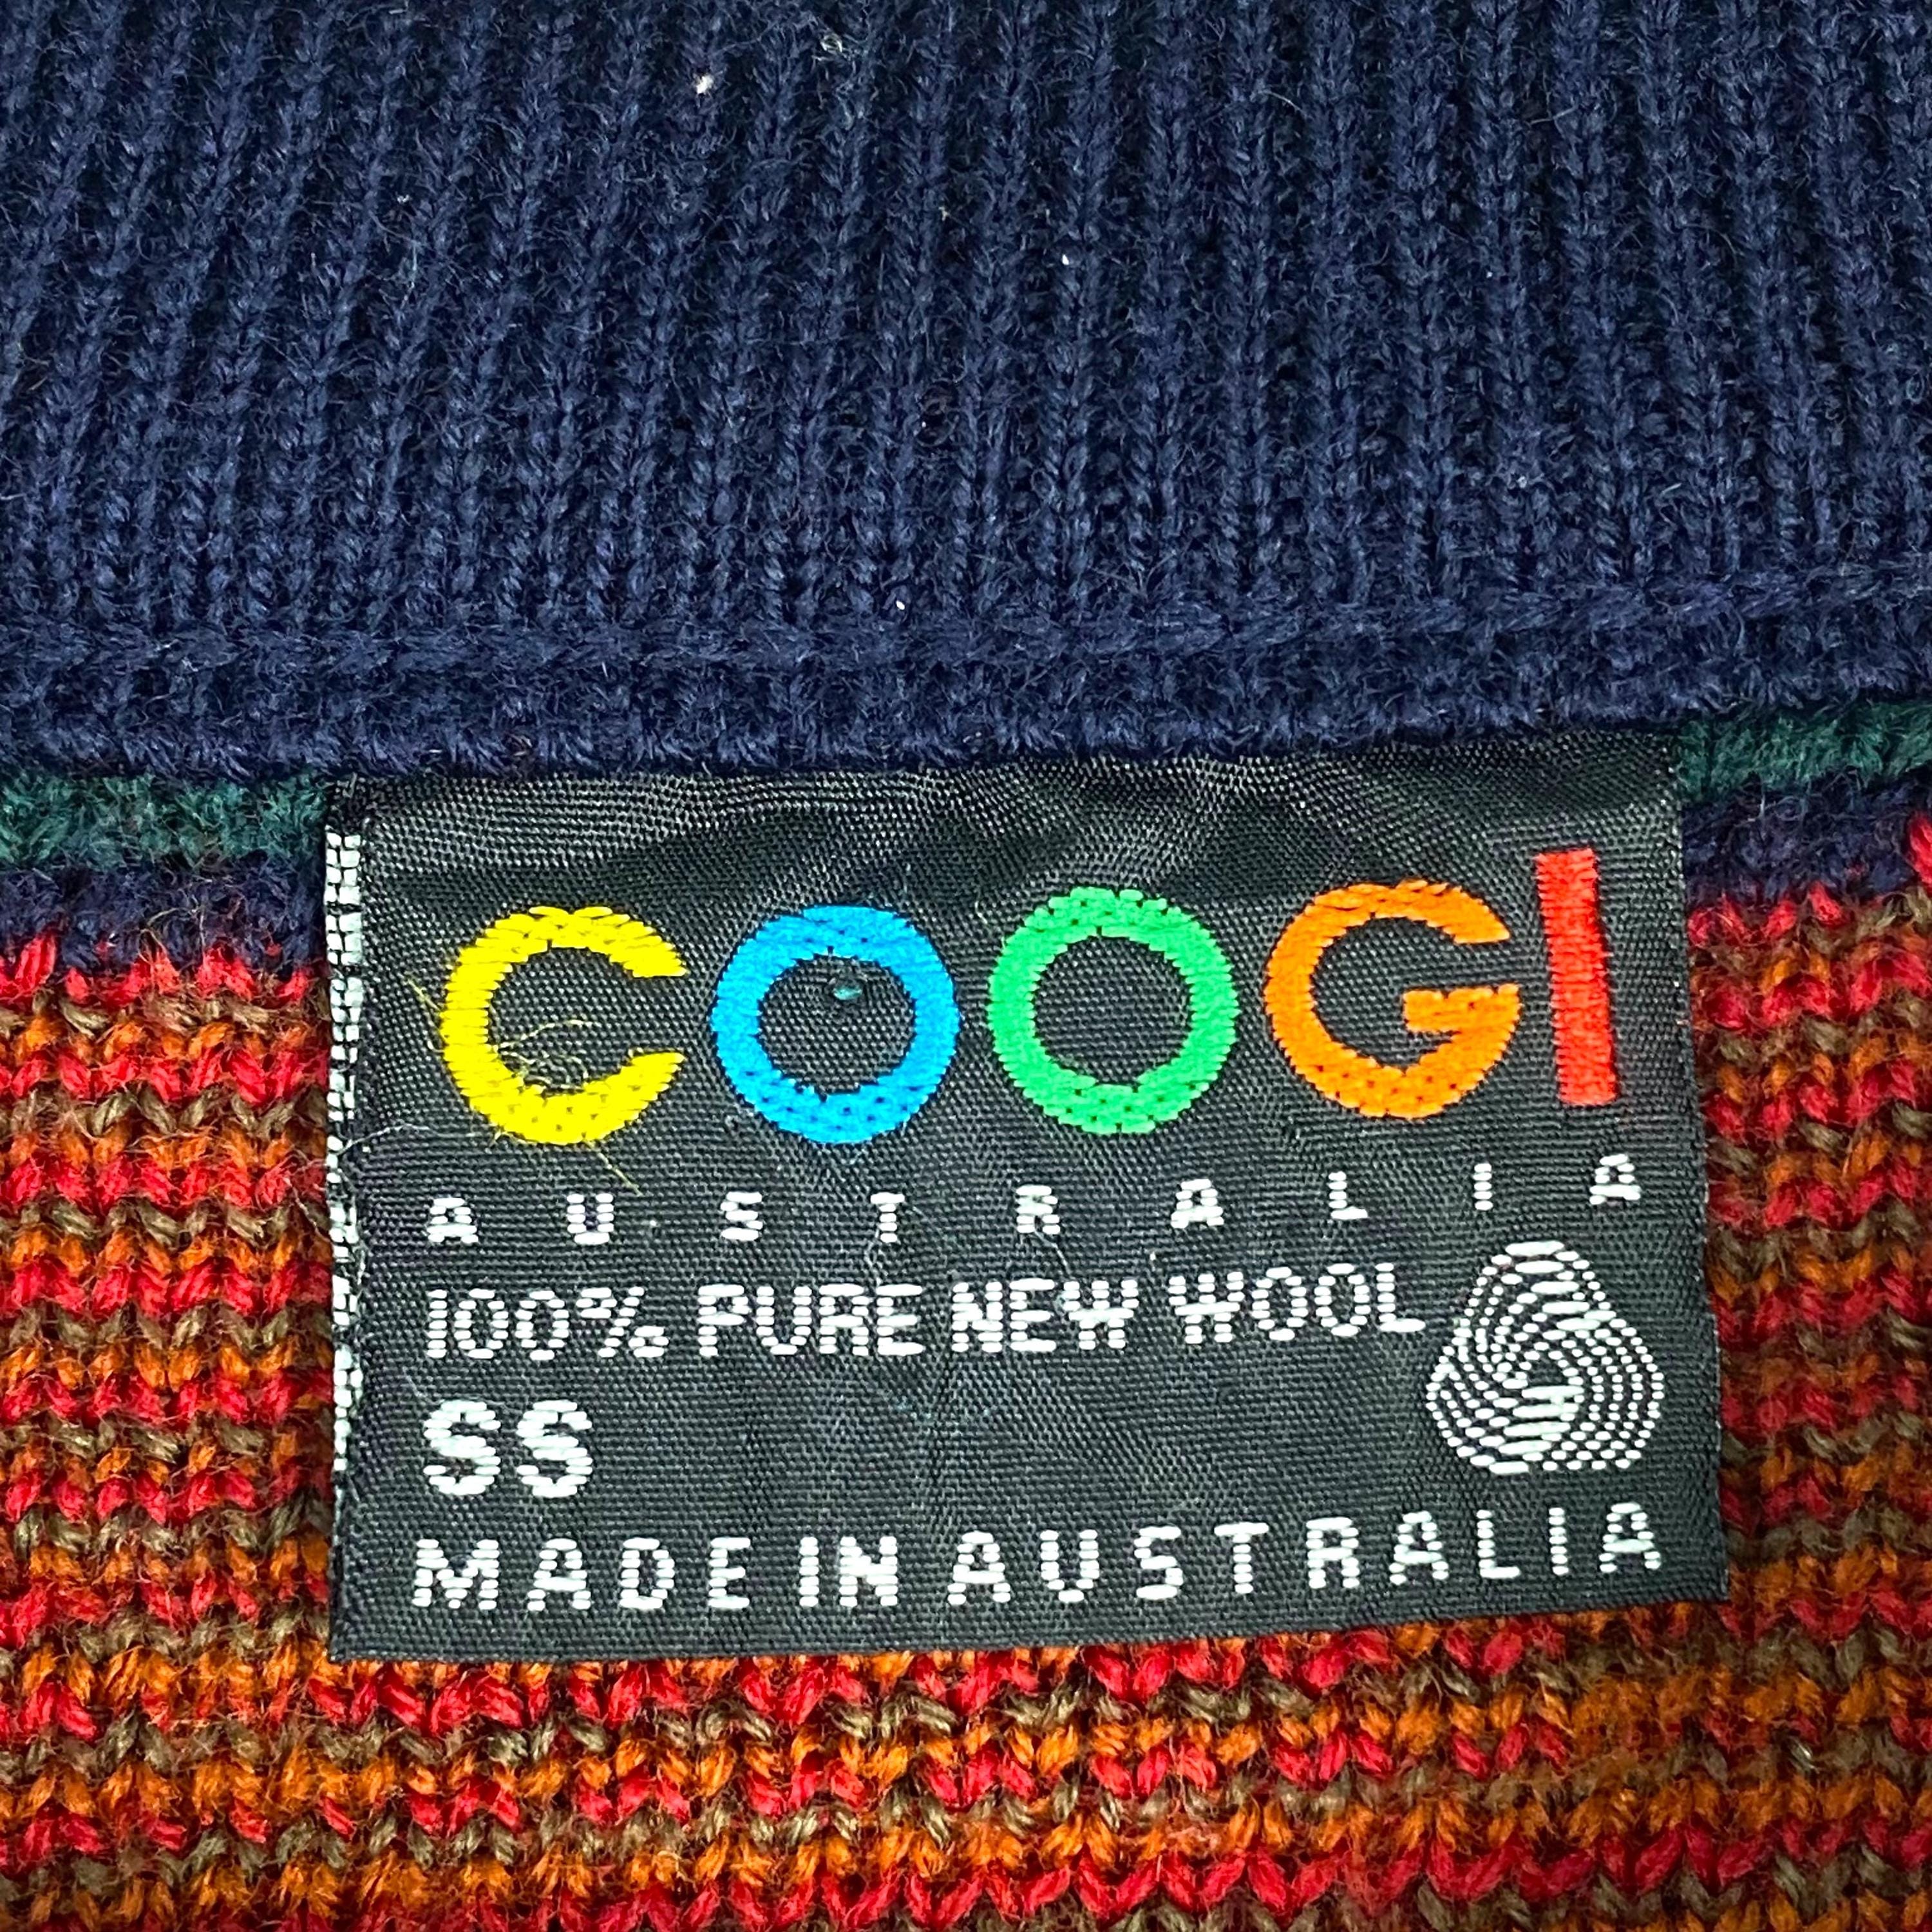 COOGI
AUSTRALIA
100% PURE NEW WOOL
SS
MADE IN AUSTRALIA